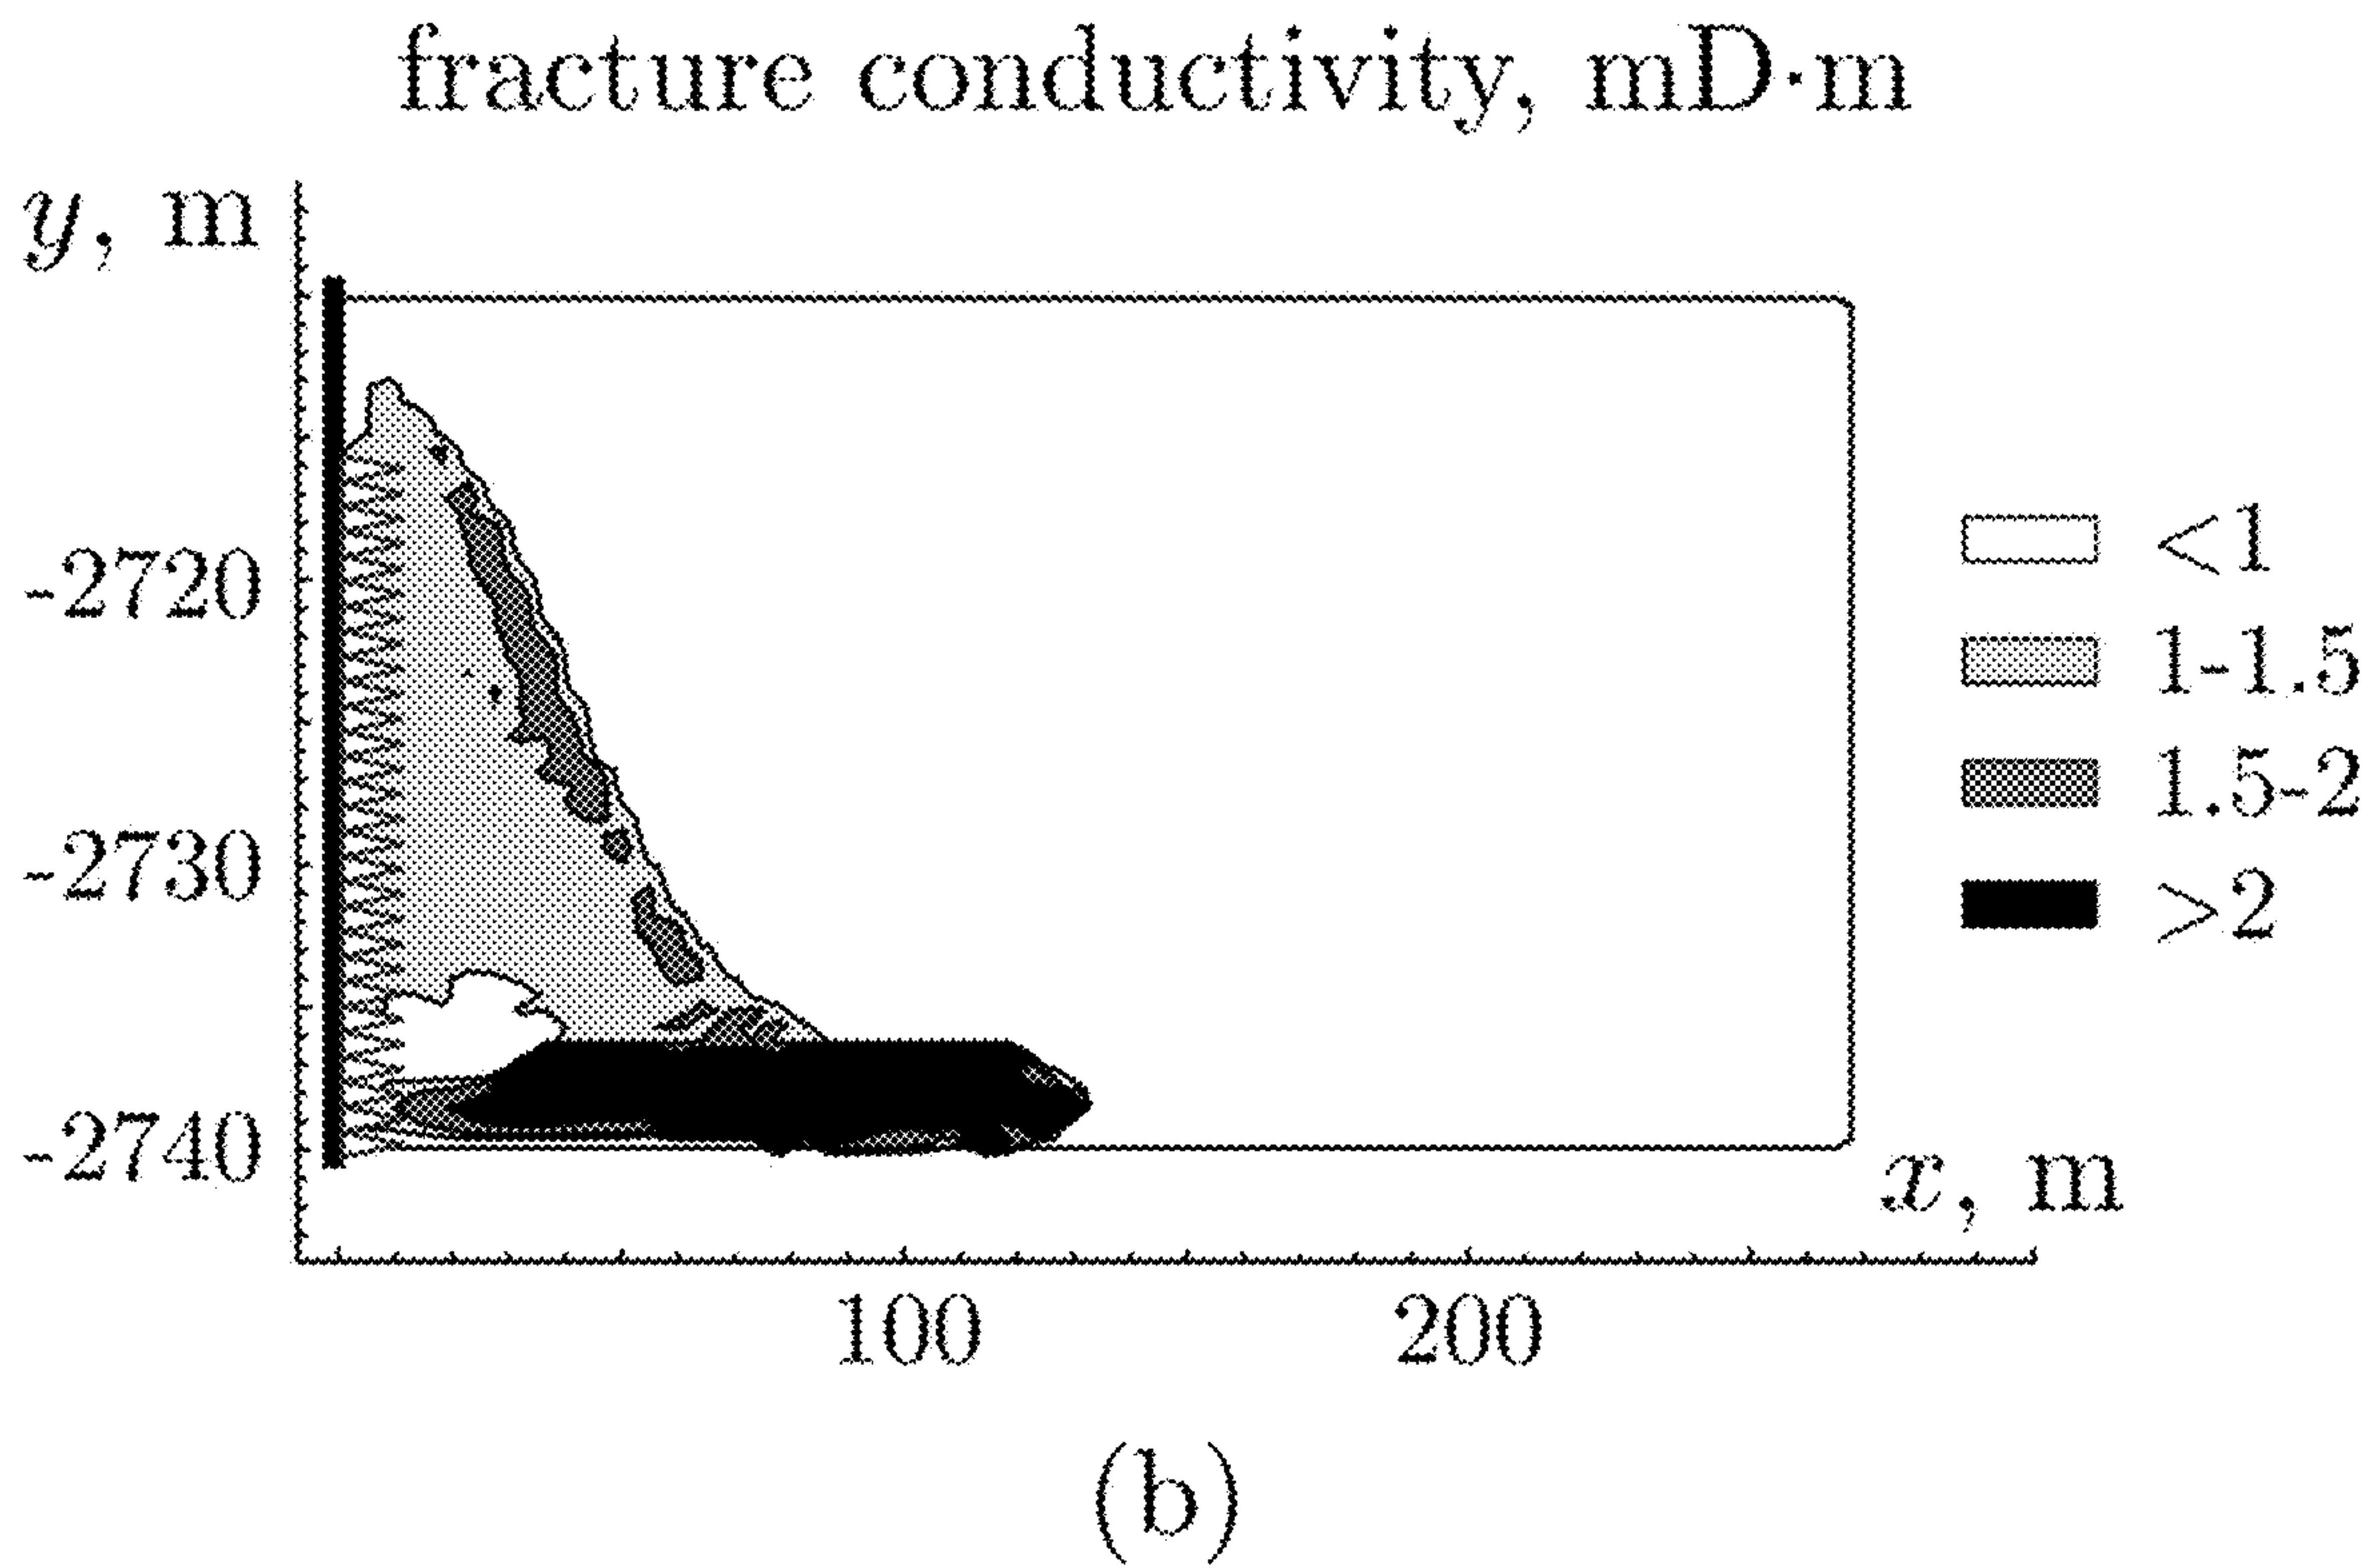 fracture conductivity, mD·m
y, m
-2720
-2730
-2740
<1
1-1.5
1.5-2
>2
x, m
100 200
(b)